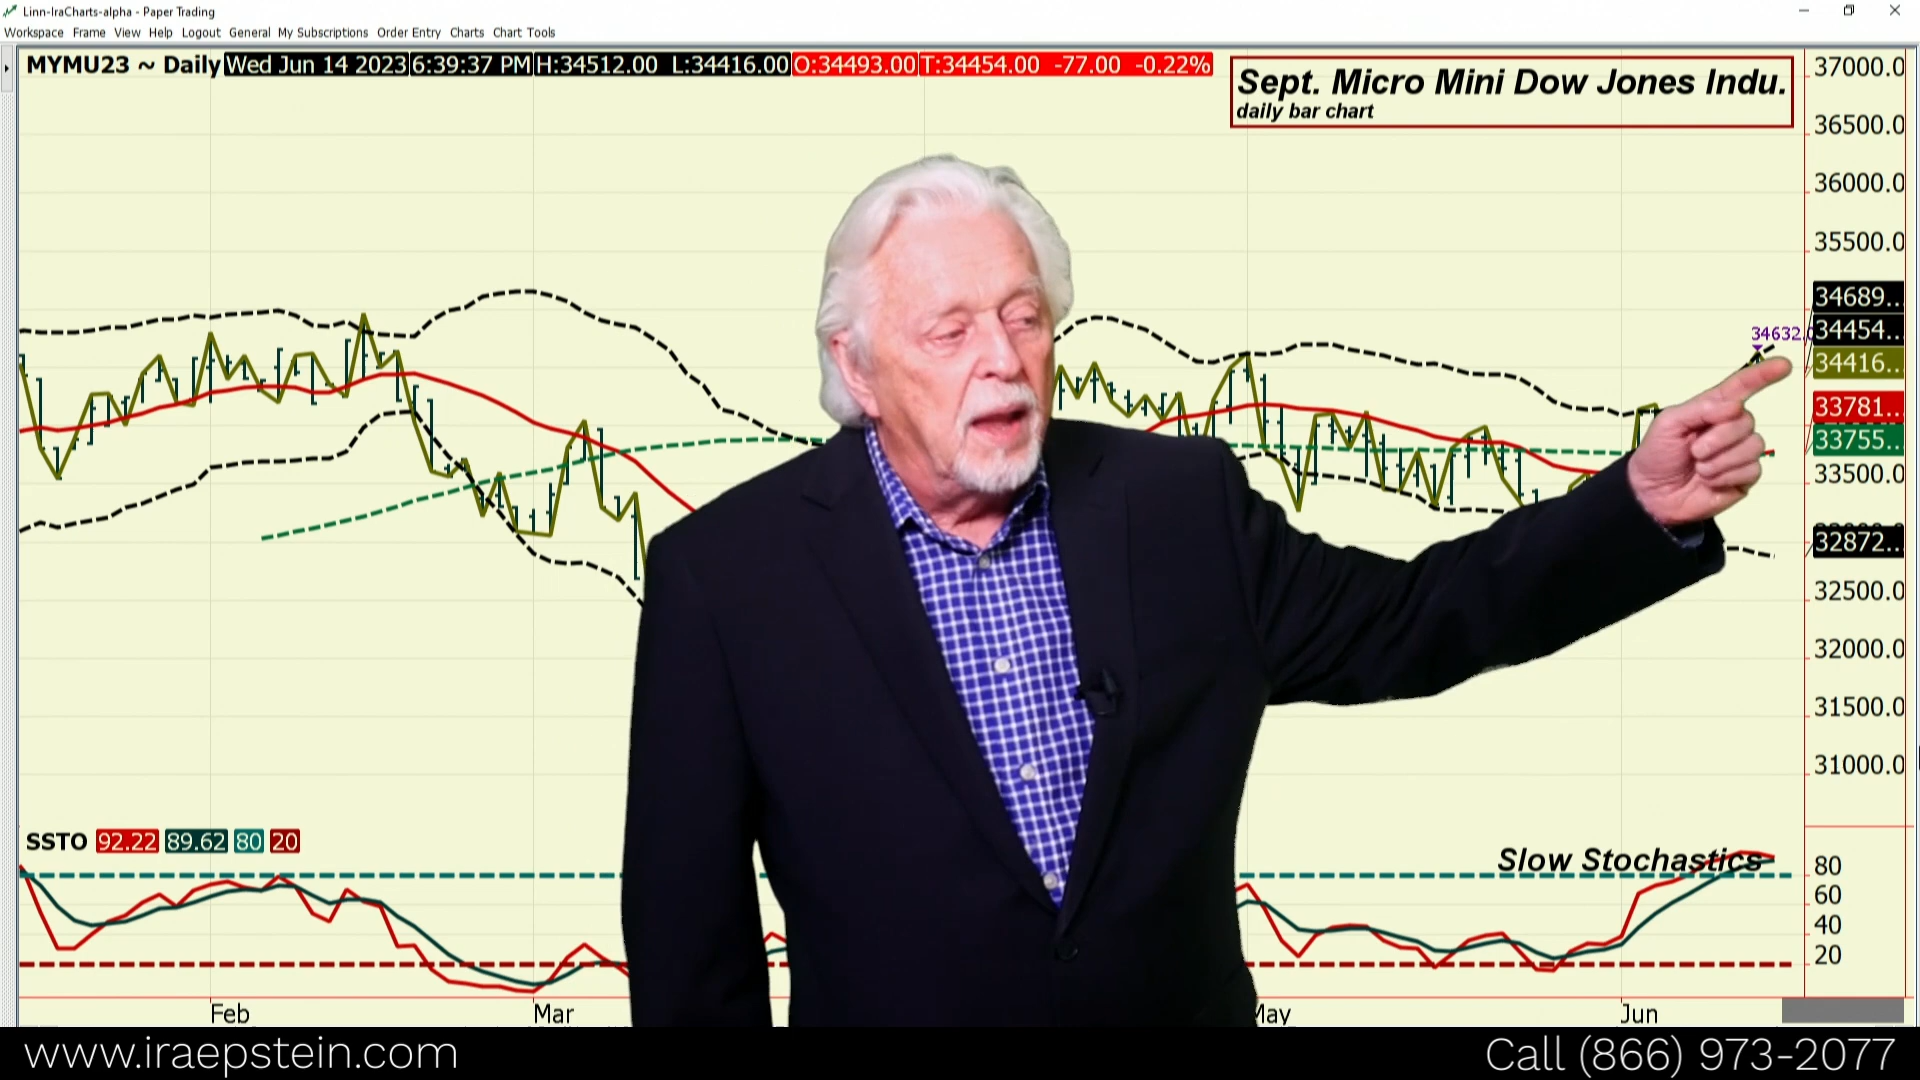 Linn-IraCharts-alpha - Paper Trading
Workspace Frame View Help Logout General My Subscriptions Order Entry Charts Chart Tools
MYMU23 ~ Daily Wed Jun 14 2023 6:39:37 PM H:34512.00 L:34416.00 O:34493.00 T:34454.00 -77.00 -0.22%
Sept. Micro Mini Dow Jones Indu.
daily bar chart
37000.0
36500.0
36000.0
35500.0
34689..
34632.0
34454..
34416..
33781..
33755..
33500.0
32872..
32500.0
32000.0
31500.0
31000.0
SSTO 92.22 89.62 80 20
Slow Stochastics
80
60
40
20
Feb Mar May Jun
www.iraepstein.com
Call (866) 973-2077